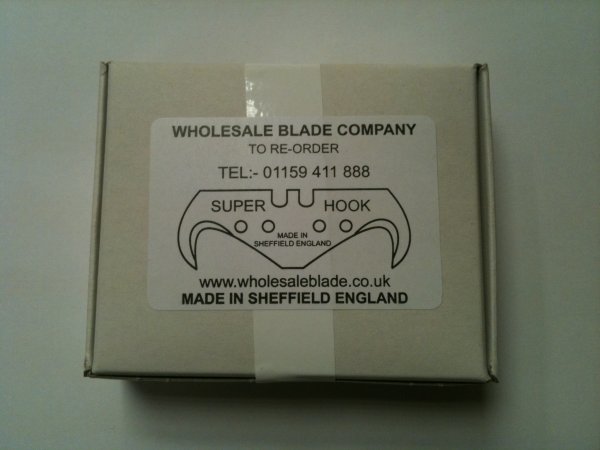 WHOLESALE BLADE COMPANY
TO RE-ORDER
TEL:- 01159 411 888
SUPER HOOK
MADE IN
SHEFFIELD ENGLAND
www.wholesaleblade.co.uk
MADE IN SHEFFIELD ENGLAND